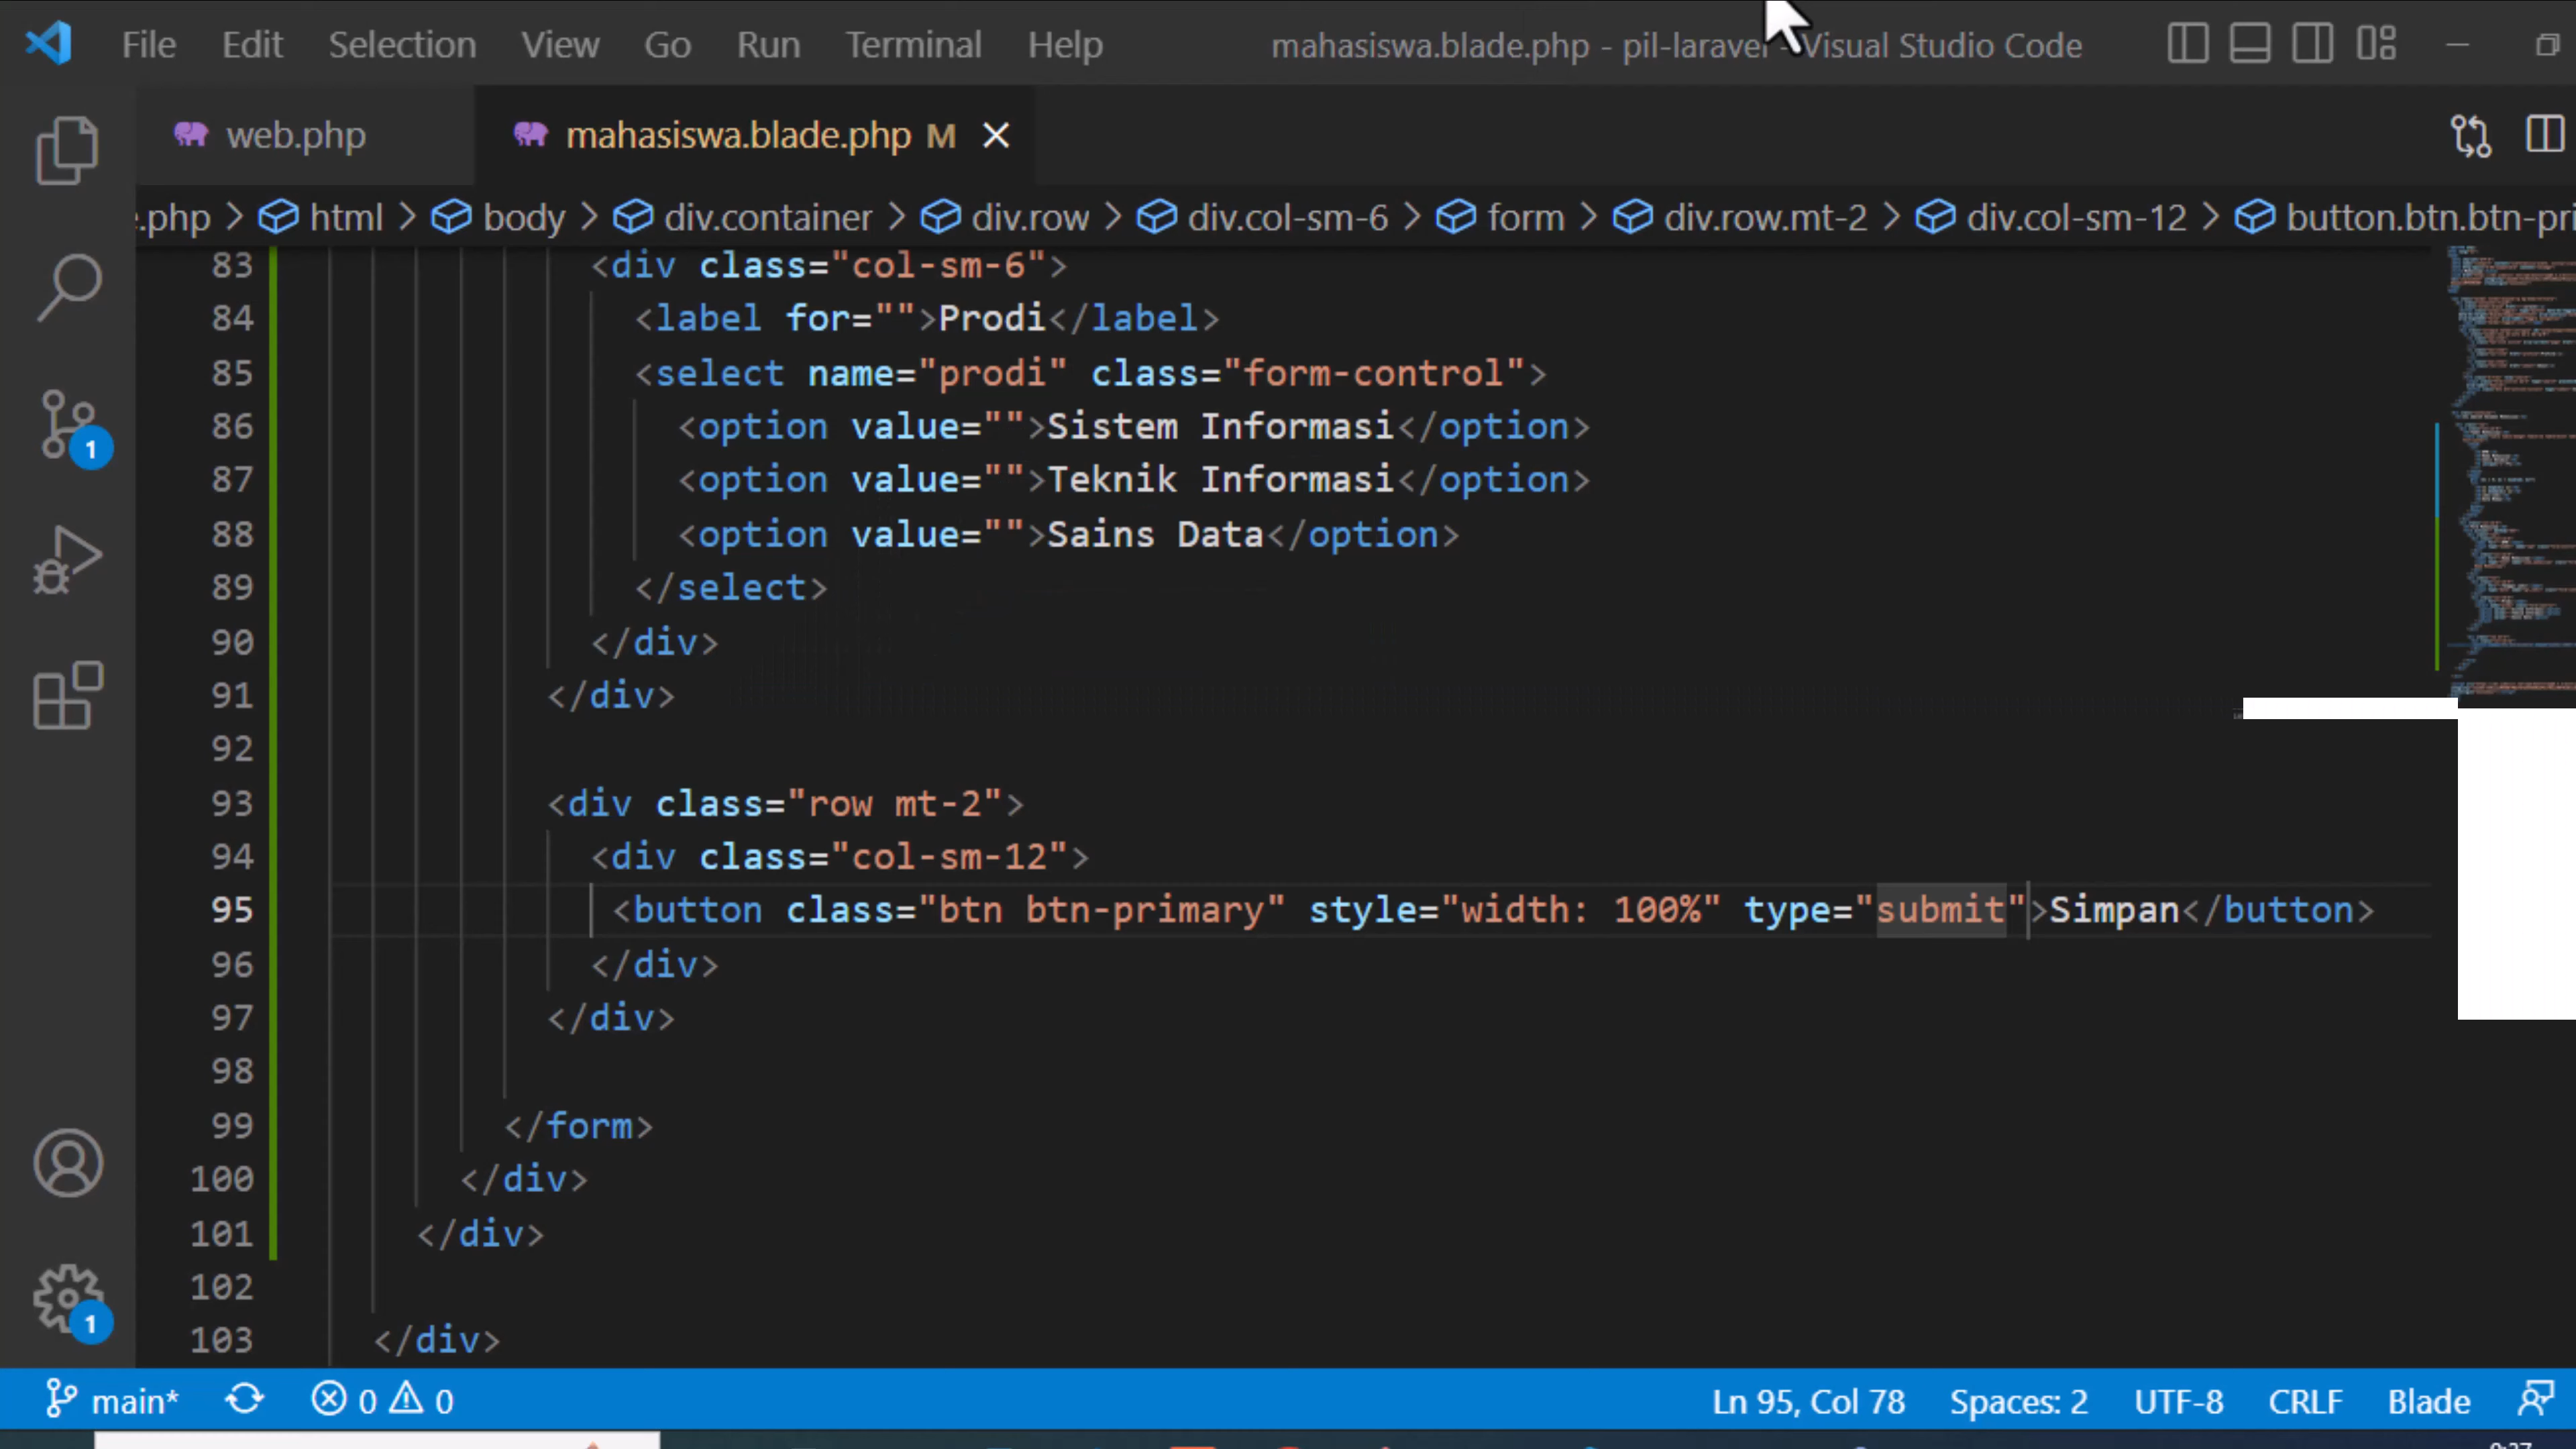 File Edit Selection View Go Run Terminal Help mahasiswa.blade.php - pil-laravel - Visual Studio Code
web.php mahasiswa.blade.php M
.php > html > body > div.container > div.row > div.col-sm-6 > form > div.row.mt-2 > div.col-sm-12 > button.btn.btn-pri
83 <div class="col-sm-6">
84 <label for="">Prodi</label>
85 <select name="prodi" class="form-control">
86 <option value="">Sistem Informasi</option>
87 <option value="">Teknik Informasi</option>
88 <option value="">Sains Data</option>
89 </select>
90 </div>
91 </div>
92
93 <div class="row mt-2">
94 <div class="col-sm-12">
95 <button class="btn btn-primary" style="width: 100%" type="submit">Simpan</button>
96 </div>
97 </div>
98
99 </form>
100 </div>
101 </div>
102
103 </div>
1
1
main* 0 0 Ln 95, Col 78 Spaces: 2 UTF-8 CRLF Blade